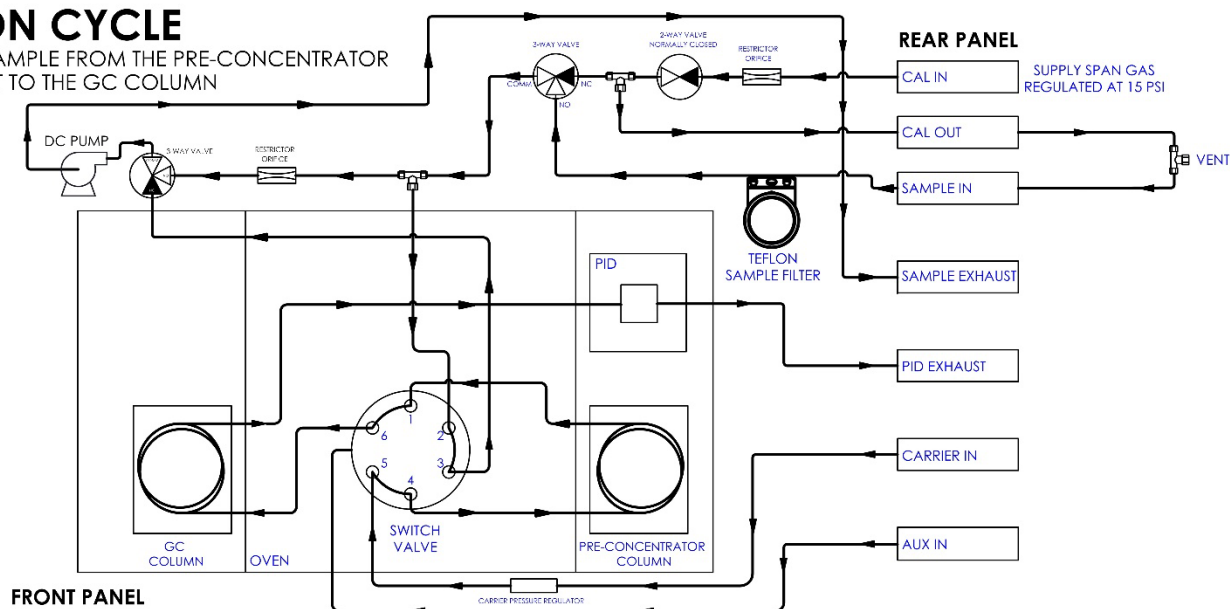 ON CYCLE
SAMPLE FROM THE PRE-CONCENTRATOR
T TO THE GC COLUMN
REAR PANEL
3-WAY VALVE
2-WAY VALVE
NORMALLY CLOSED
RESTRICTOR
ORIFICE
COMM
NC
NO
CAL IN
SUPPLY SPAN GAS
REGULATED AT 15 PSI
CAL OUT
VENT
SAMPLE IN
DC PUMP
3-WAY VALVE
RESTRICTOR
ORIFICE
TEFLON
SAMPLE FILTER
SAMPLE EXHAUST
PID
PID EXHAUST
1
2
3
4
5
6
SWITCH
VALVE
CARRIER IN
AUX IN
GC
COLUMN
OVEN
PRE-CONCENTRATOR
COLUMN
CARRIER PRESSURE REGULATOR
FRONT PANEL